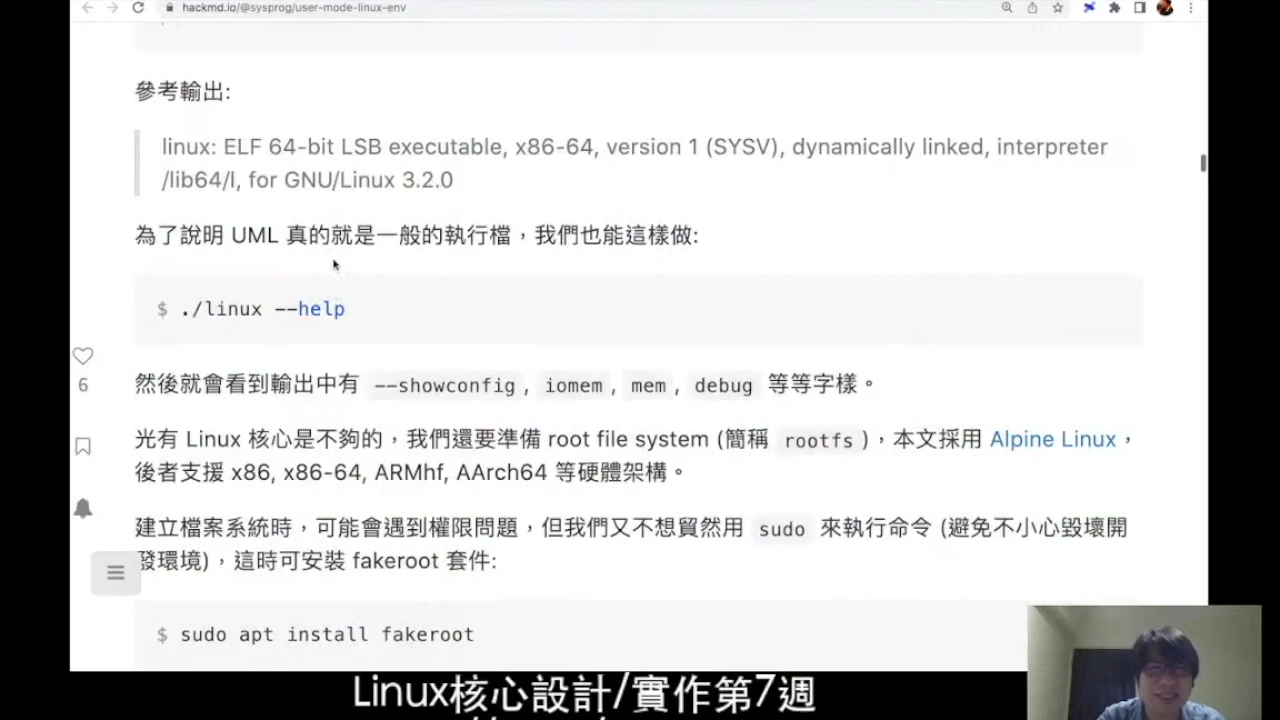 hackmd.io/@sysprog/user-mode-linux-env
參考輸出:
linux: ELF 64-bit LSB executable, x86-64, version 1 (SYSV), dynamically linked, interpreter
/lib64/l, for GNU/Linux 3.2.0
為了說明 UML 真的就是一般的執行檔，我們也能這樣做:
$ ./linux --help
6
然後就會看到輸出中有 --showconfig , iomem , mem , debug 等等字樣。
光有 Linux 核心是不夠的，我們還要準備 root file system (簡稱 rootfs )，本文採用 Alpine Linux，
後者支援 x86, x86-64, ARMhf, AArch64 等硬體架構。
建立檔案系統時，可能會遇到權限問題，但我們又不想貿然用 sudo 來執行命令 (避免不小心毀壞開
發環境)，這時可安裝 fakeroot 套件:
$ sudo apt install fakeroot
Linux核心設計/實作第7週